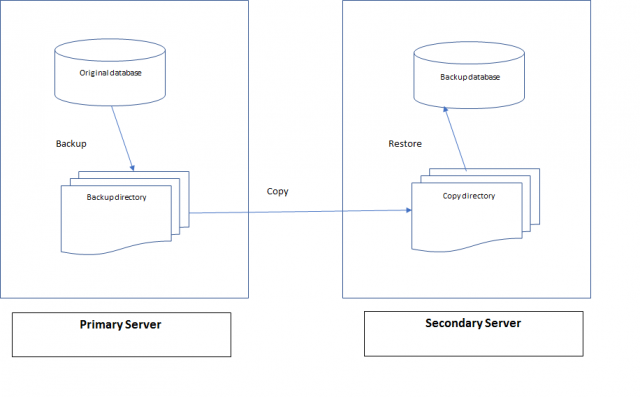 Original database
Backup
Backup directory
Copy
Backup database
Restore
Copy directory
Primary Server
Secondary Server